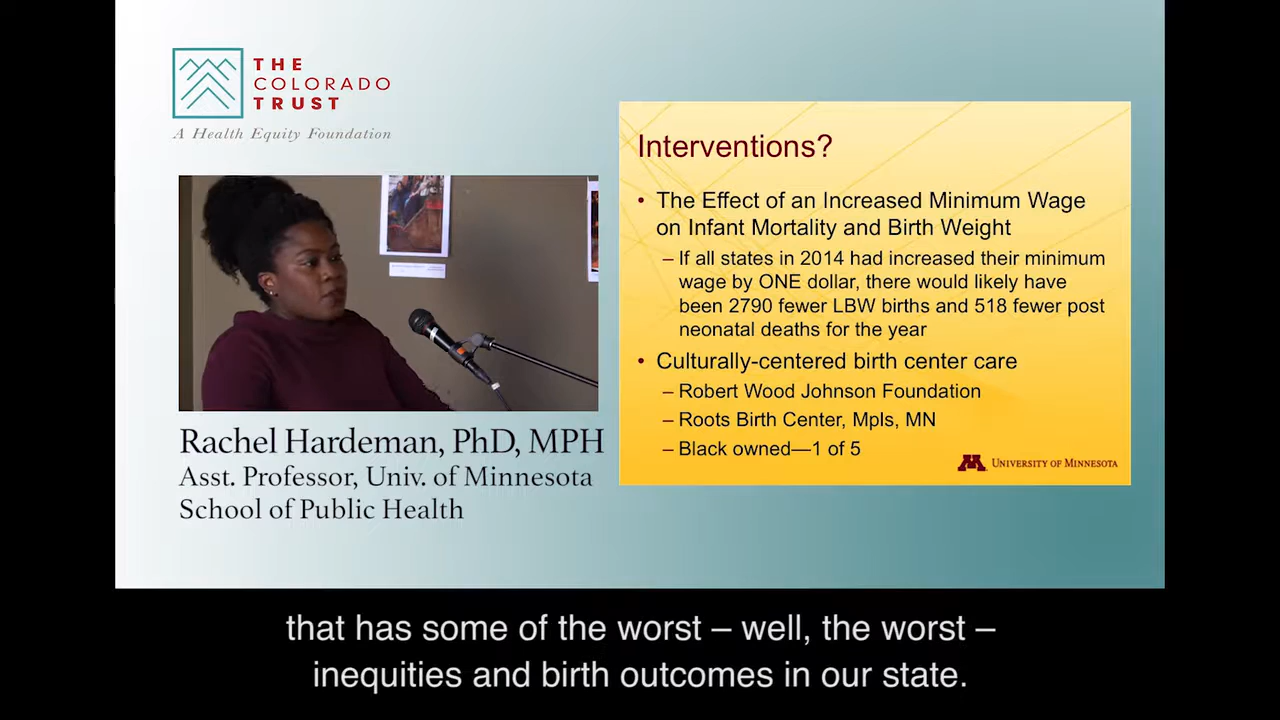 THE
COLORADO
TRUST
A Health Equity Foundation
Rachel Hardeman, PhD, MPH
Asst. Professor, Univ. of Minnesota
School of Public Health
Interventions?
• The Effect of an Increased Minimum Wage
on Infant Mortality and Birth Weight
– If all states in 2014 had increased their minimum
wage by ONE dollar, there would likely have
been 2790 fewer LBW births and 518 fewer post
neonatal deaths for the year
• Culturally-centered birth center care
– Robert Wood Johnson Foundation
– Roots Birth Center, Mpls, MN
– Black owned—1 of 5
M UNIVERSITY OF MINNESOTA
that has some of the worst – well, the worst –
inequities and birth outcomes in our state.